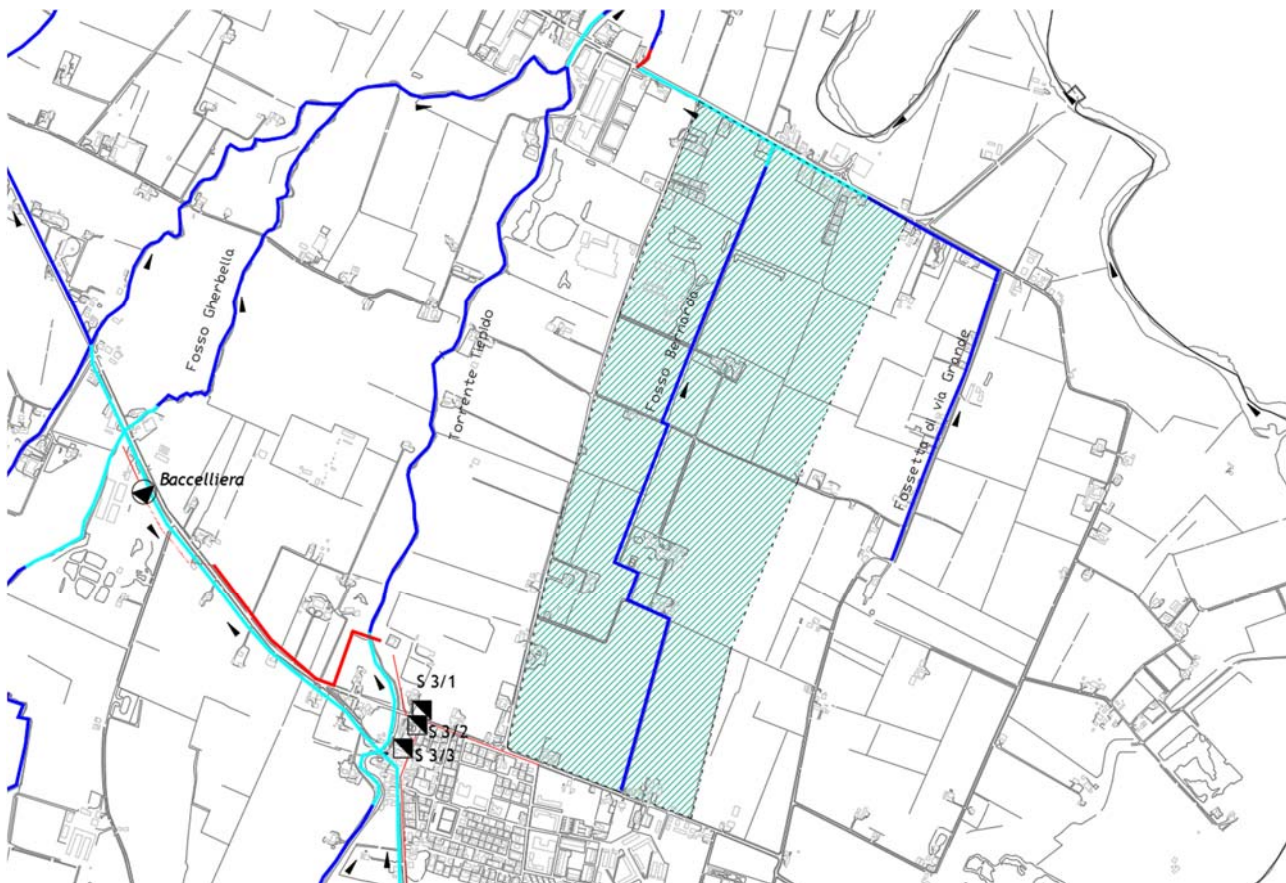 Fosso Gherbella
Torrente Tiepido
Fosso Bernarda
Fossetta di via Grande
Baccelliera
S 3/1
S 3/2
S 3/3